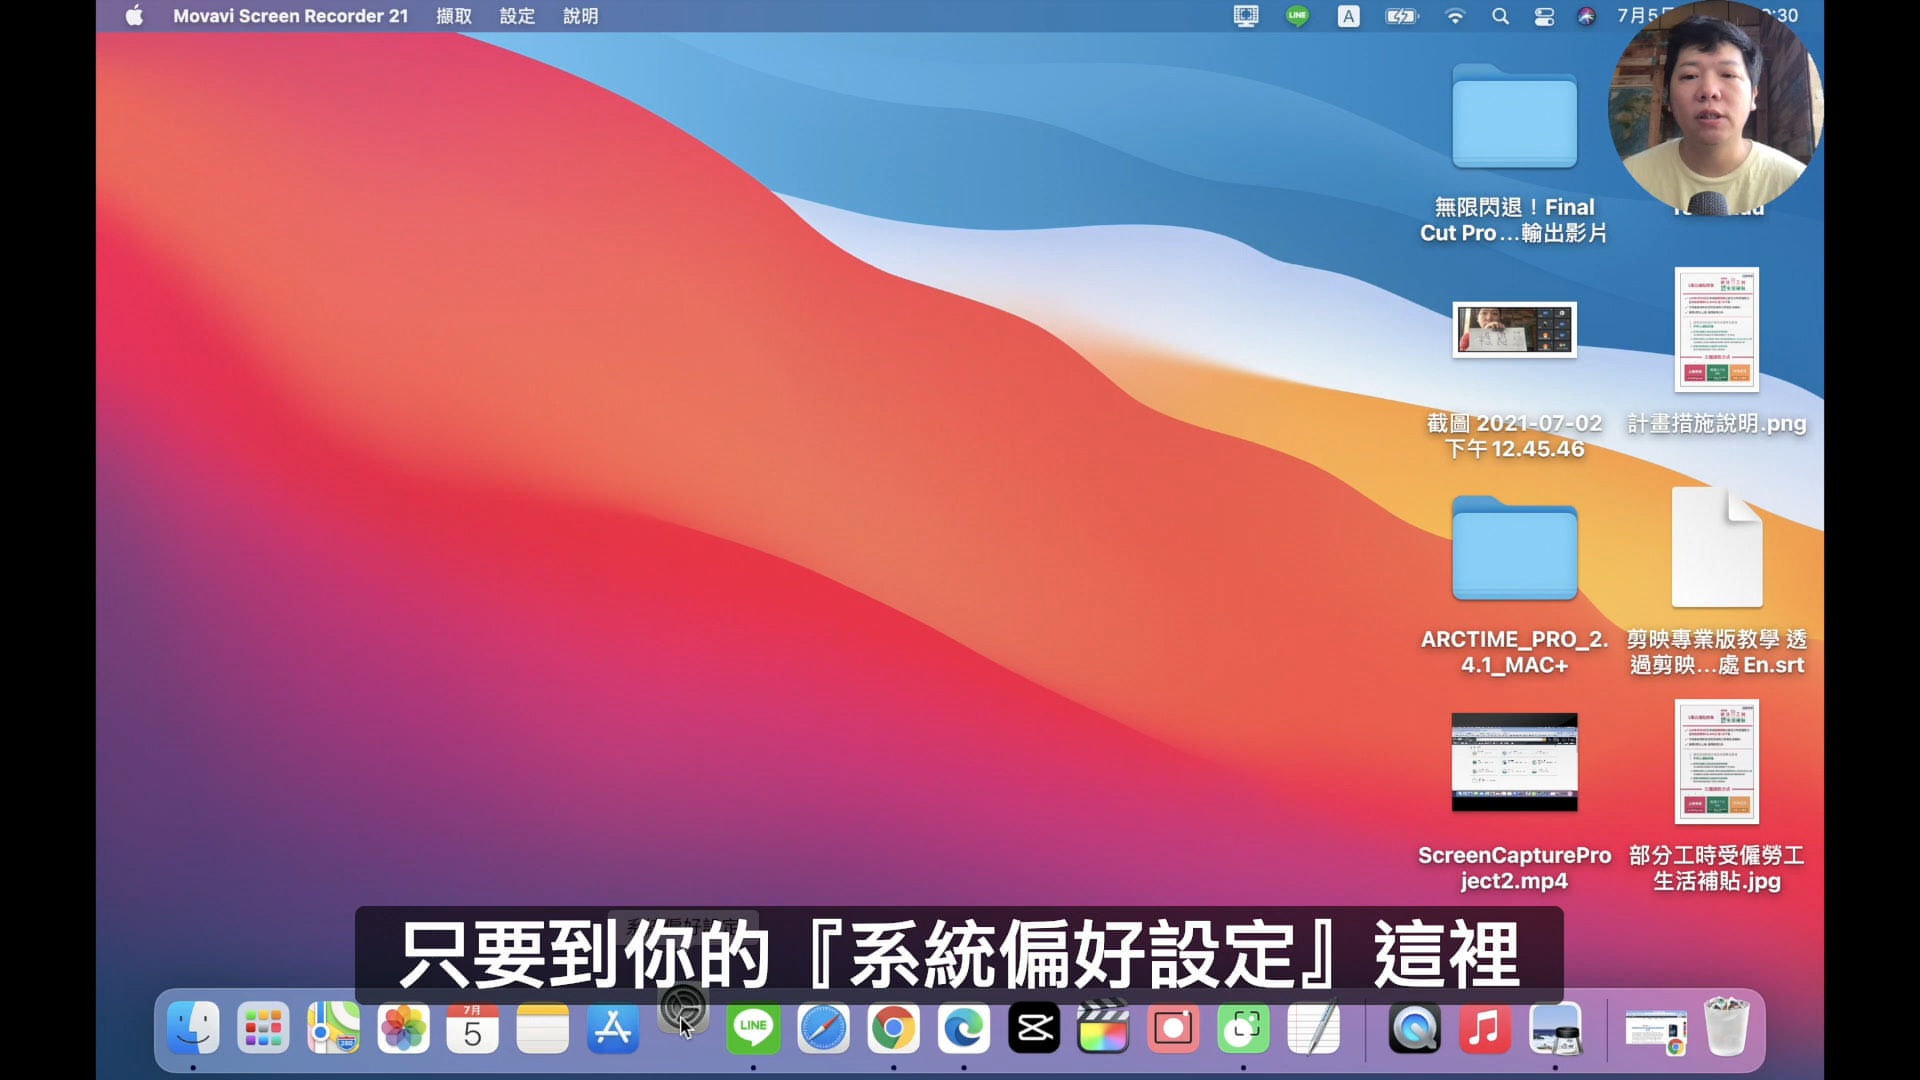 Movavi Screen Recorder 21 擷取 設定 說明
A
7月5
:30
無限閃退！Final
Cut Pro...輸出影片
截圖 2021-07-02
下午12.45.46
計畫措施說明.png
ARCTIME_PRO_2.
4.1_MAC+
剪映專業版教學 透
過剪映...處 En.srt
ScreenCapturePro
ject2.mp4
部分工時受僱勞工
生活補貼.jpg
只要到你的『系統偏好設定』這裡
7月
5
LINE
280